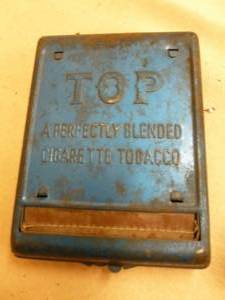 TOP
A PERFECTLY BLENDED
CIGARETTE TOBACCO